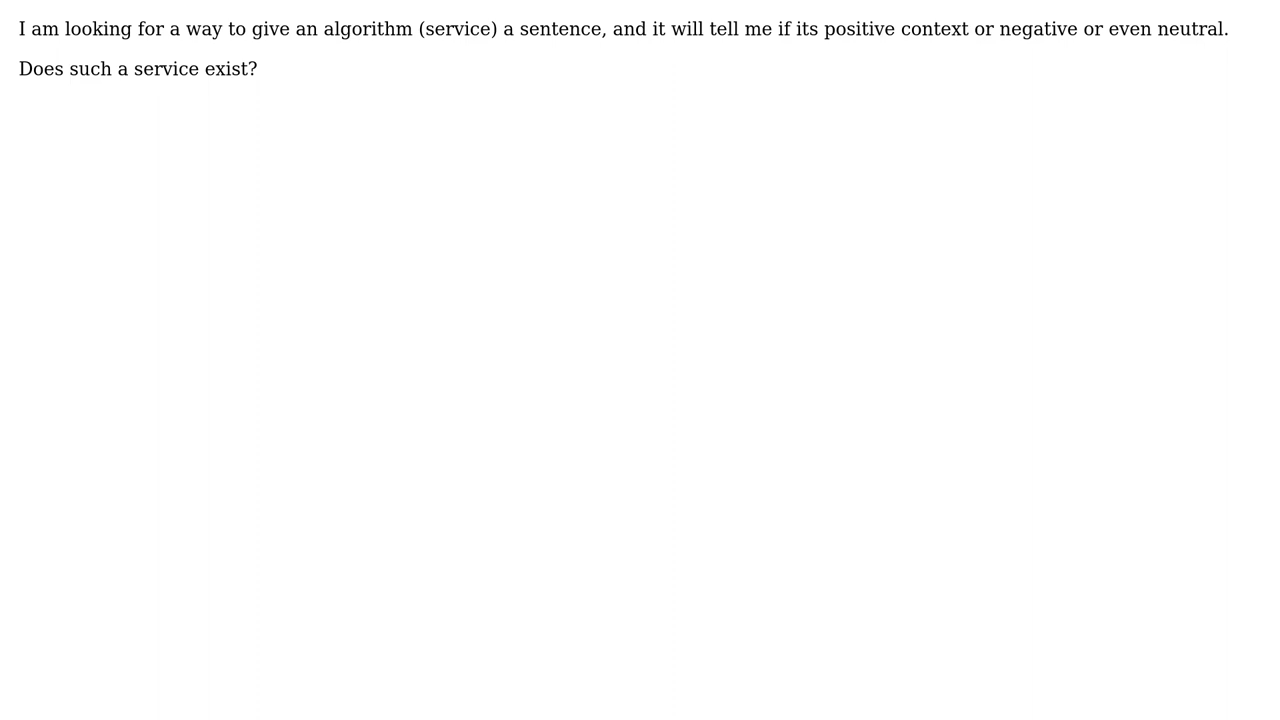 I am looking for a way to give an algorithm (service) a sentence, and it will tell me if its positive context or negative or even neutral.
Does such a service exist?